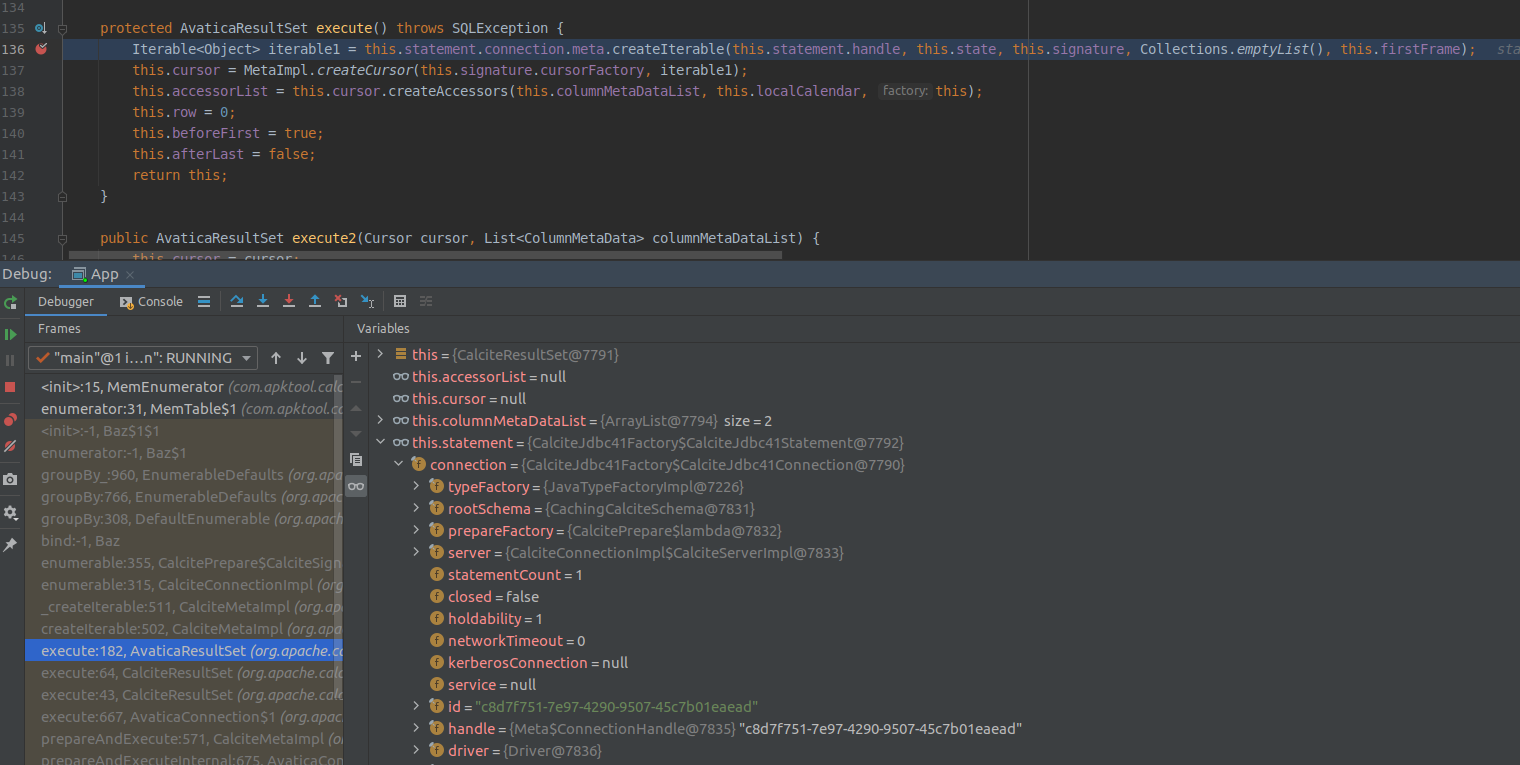 134
135 protected AvaticaResultSet execute() throws SQLException {
136 Iterable<Object> iterable1 = this.statement.connection.meta.createIterable(this.statement.handle, this.state, this.signature, Collections.emptyList(), this.firstFrame); sta
137 this.cursor = MetaImpl.createCursor(this.signature.cursorFactory, iterable1);
138 this.accessorList = this.cursor.createAccessors(this.columnMetaDataList, this.localCalendar, factory: this);
139 this.row = 0;
140 this.beforeFirst = true;
141 this.afterLast = false;
142 return this;
143 }
144
145 public AvaticaResultSet execute2(Cursor cursor, List<ColumnMetaData> columnMetaDataList) {
146 this.cursor = cursor;
Debug: App
Debugger Console
Frames
"main"@1 i...n": RUNNING
<init>:15, MemEnumerator (com.apktool.calc
enumerator:31, MemTable$1 (com.apktool.cc
<init>:-1, Baz$1$1
enumerator:-1, Baz$1
groupBy_:960, EnumerableDefaults (org.apa
groupBy:766, EnumerableDefaults (org.apac
groupBy:308, DefaultEnumerable (org.apach
bind:-1, Baz
enumerable:355, CalcitePrepare$CalciteSign
enumerable:315, CalciteConnectionImpl (org
_createIterable:511, CalciteMetaImpl (org.apa
createIterable:502, CalciteMetaImpl (org.apa
execute:182, AvaticaResultSet (org.apache.cc
execute:64, CalciteResultSet (org.apache.calc
execute:43, CalciteResultSet (org.apache.calc
execute:667, AvaticaConnection$1 (org.apac
prepareAndExecute:571, CalciteMetaImpl (or
prepareAndExecuteInternal:675, AvaticaCon
Variables
this = {CalciteResultSet@7791}
this.accessorList = null
this.cursor = null
this.columnMetaDataList = {ArrayList@7794} size = 2
this.statement = {CalciteJdbc41Factory$CalciteJdbc41Statement@7792}
connection = {CalciteJdbc41Factory$CalciteJdbc41Connection@7790}
typeFactory = {JavaTypeFactoryImpl@7226}
rootSchema = {CachingCalciteSchema@7831}
prepareFactory = {CalcitePrepare$lambda@7832}
server = {CalciteConnectionImpl$CalciteServerImpl@7833}
statementCount = 1
closed = false
holdability = 1
networkTimeout = 0
kerberosConnection = null
service = null
id = "c8d7f751-7e97-4290-9507-45c7b01eaead"
handle = {Meta$ConnectionHandle@7835} "c8d7f751-7e97-4290-9507-45c7b01eaead"
driver = {Driver@7836}